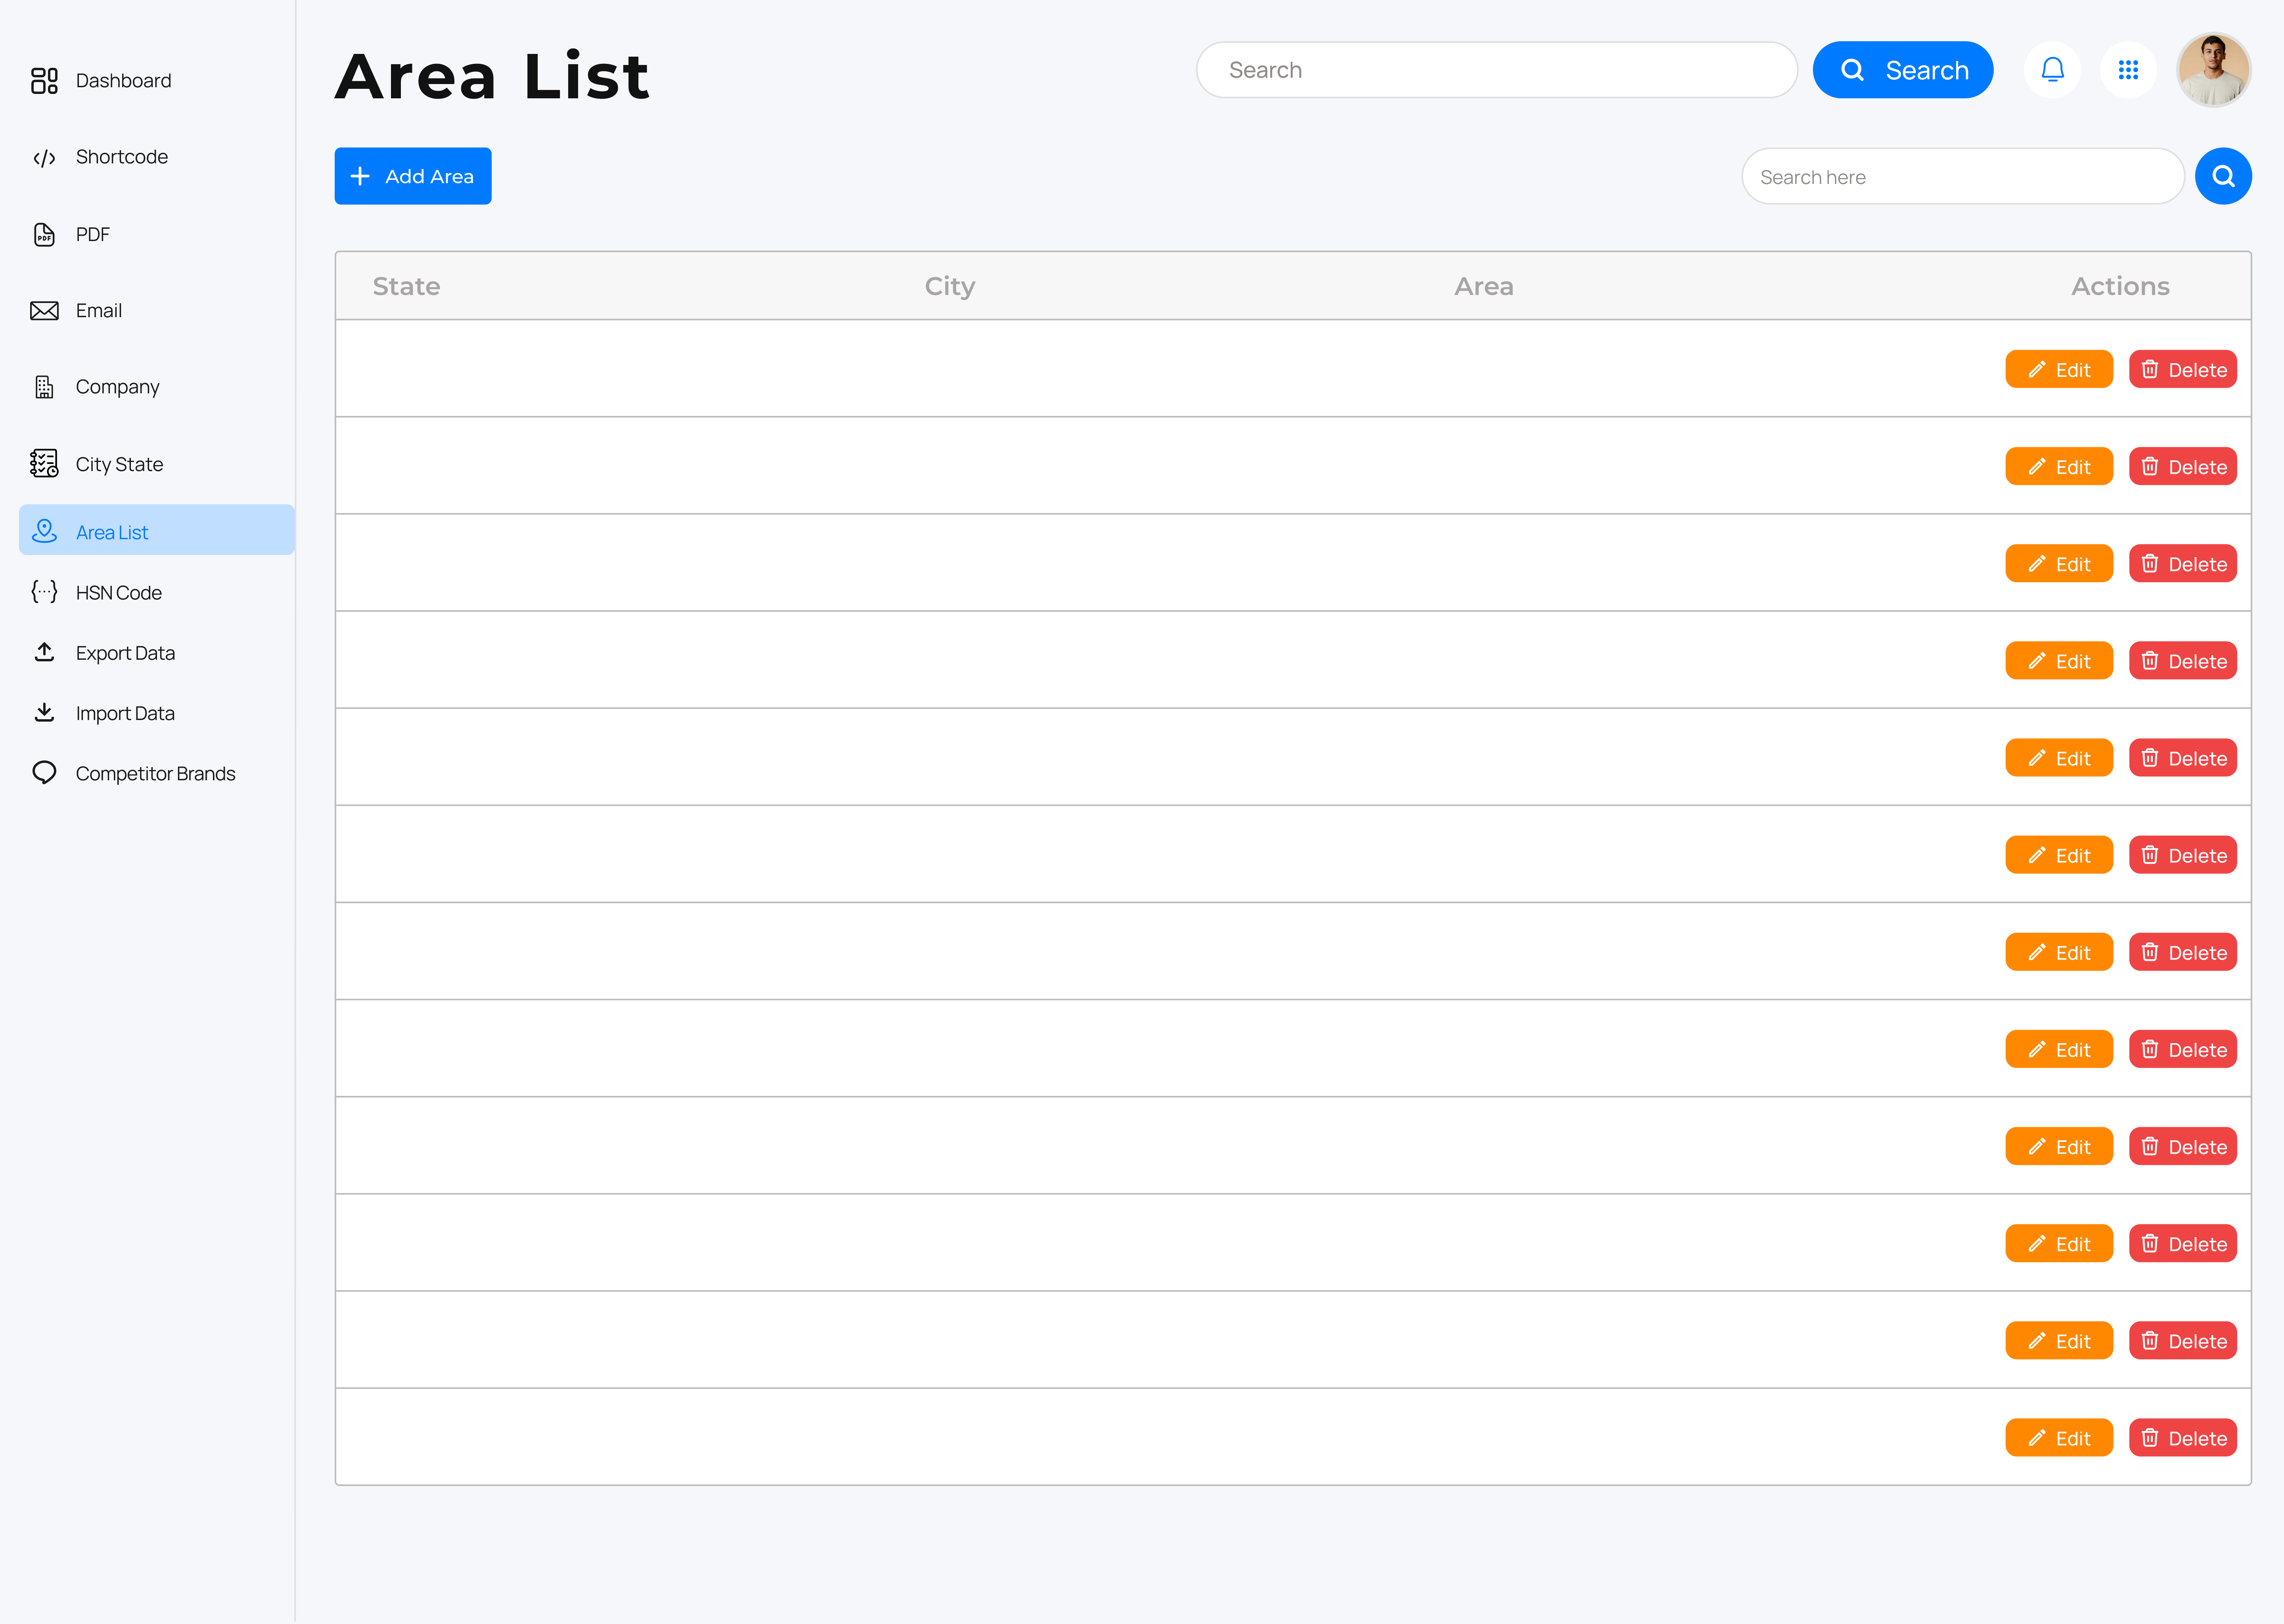 Dashboard
Shortcode
PDF
Email
Company
City State
Area List
HSN Code
Export Data
Import Data
Competitor Brands
Area List
Search
Search
Add Area
Search here
State City Area Actions
Edit Delete
Edit Delete
Edit Delete
Edit Delete
Edit Delete
Edit Delete
Edit Delete
Edit Delete
Edit Delete
Edit Delete
Edit Delete
Edit Delete